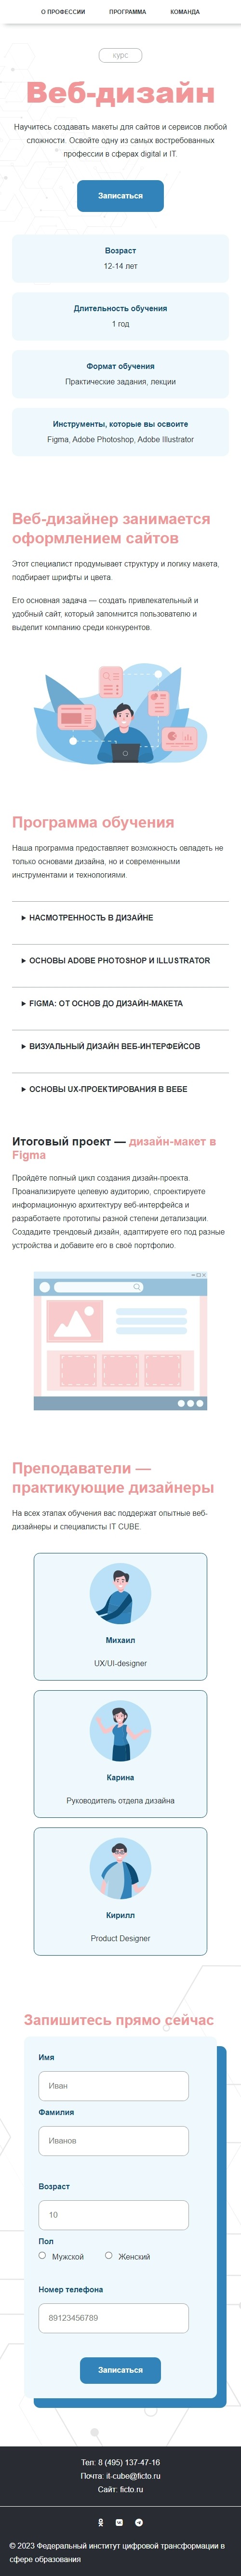 О ПРОФЕССИИ ПРОГРАММА КОМАНДА
курс
Веб-дизайн
Научитесь создавать макеты для сайтов и сервисов любой
сложности. Освойте одну из самых востребованных
профессии в сферах digital и IT.
Записаться
Возраст
12-14 лет
Длительность обучения
1 год
Формат обучения
Практические задания, лекции
Инструменты, которые вы освоите
Figma, Adobe Photoshop, Adobe Illustrator
Веб-дизайнер занимается
оформлением сайтов
Этот специалист продумывает структуру и логику макета,
подбирает шрифты и цвета.
Его основная задача — создать привлекательный и
удобный сайт, который запомнится пользователю и
выделит компанию среди конкурентов.
Программа обучения
Наша программа предоставляет возможность овладеть не
только основами дизайна, но и современными
инструментами и технологиями.
НАСМОТРЕННОСТЬ В ДИЗАЙНЕ
ОСНОВЫ ADOBE PHOTOSHOP И ILLUSTRATOR
FIGMA: ОТ ОСНОВ ДО ДИЗАЙН-МАКЕТА
ВИЗУАЛЬНЫЙ ДИЗАЙН ВЕБ-ИНТЕРФЕЙСОВ
ОСНОВЫ UX-ПРОЕКТИРОВАНИЯ В ВЕБЕ
Итоговый проект — дизайн-макет в
Figma
Пройдёте полный цикл создания дизайн-проекта.
Проанализируете целевую аудиторию, спроектируете
информационную архитектуру веб-интерфейса и
разработаете прототипы разной степени детализации.
Создадите трендовый дизайн, адаптируете его под разные
устройства и добавите его в своё портфолио.
Преподаватели —
практикующие дизайнеры
На всех этапах обучения вас поддержат опытные веб-
дизайнеры и специалисты IT CUBE.
Михаил
UX/UI-designer
Карина
Руководитель отдела дизайна
Кирилл
Product Designer
Запишитесь прямо сейчас
Имя
Иван
Фамилия
Иванов
Возраст
10
Пол
Мужской Женский
Номер телефона
89123456789
Записаться
Тел: 8 (495) 137-47-16
Почта: it-cube@ficto.ru
Сайт: ficto.ru
© 2023 Федеральный институт цифровой трансформации в
сфере образования